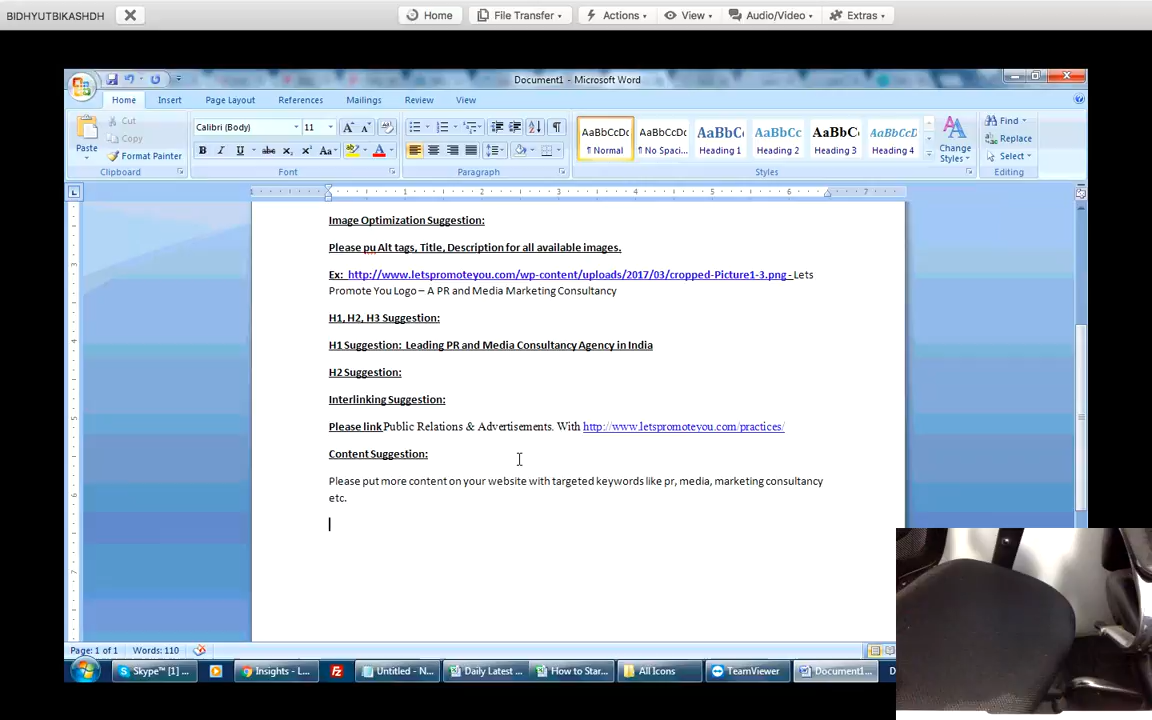 BIDHYUTBIKASHDH
Home File Transfer Actions View Audio/Video Extras
Document1 - Microsoft Word
Home Insert Page Layout References Mailings Review View
Paste Cut Copy Format Painter Clipboard
Calibri (Body) 11 Font
Paragraph
AaBbCcDc AaBbCcDc AaBbC AaBbCc AaBbC AaBbCcD
¶ Normal ¶ No Spaci... Heading 1 Heading 2 Heading 3 Heading 4
Change Styles Styles
Find Replace Select Editing
Image Optimization Suggestion:
Please pu Alt tags, Title, Description for all available images.
Ex: http://www.letspromoteyou.com/wp-content/uploads/2017/03/cropped-Picture1-3.png - Lets
Promote You Logo – A PR and Media Marketing Consultancy
H1, H2, H3 Suggestion:
H1 Suggestion: Leading PR and Media Consultancy Agency in India
H2 Suggestion:
Interlinking Suggestion:
Please link Public Relations & Advertisements. With http://www.letspromoteyou.com/practices/
Content Suggestion:
Please put more content on your website with targeted keywords like pr, media, marketing consultancy
etc.
Page: 1 of 1 Words: 110
Skype™ [1] ... Insights - L... Untitled - N... Daily Latest ... How to Star... All Icons TeamViewer Document1... D